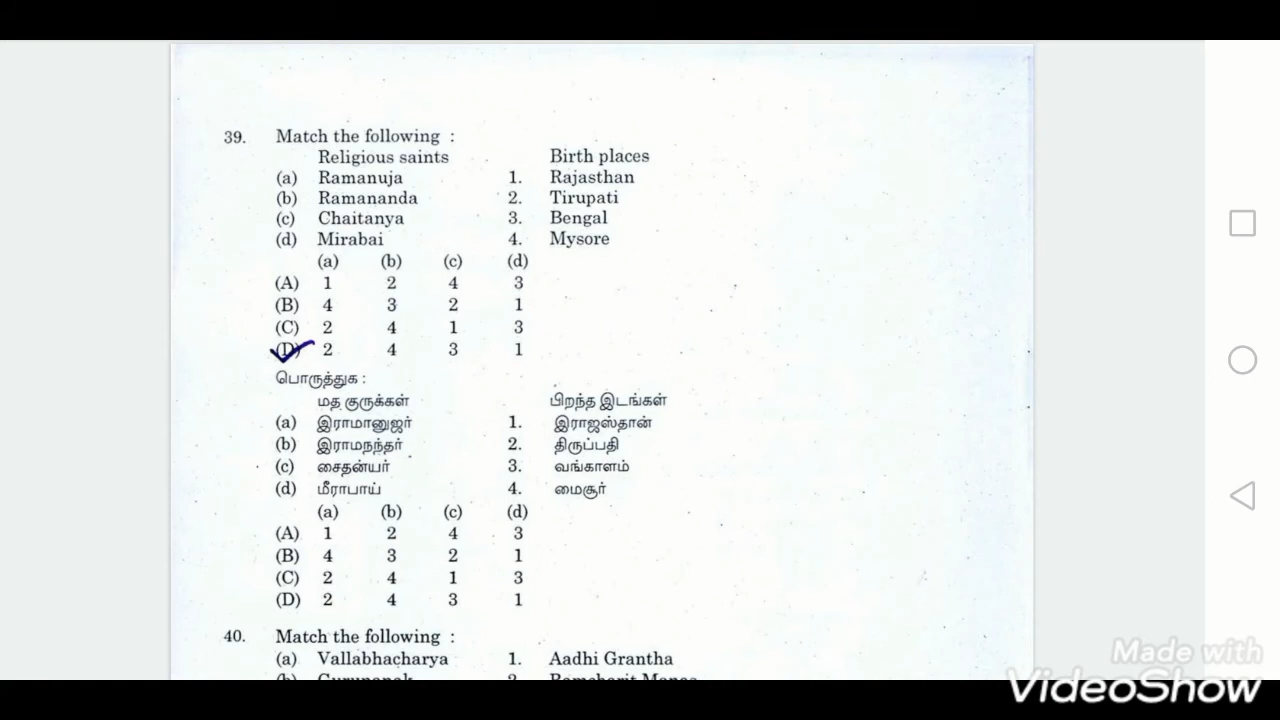 39. Match the following :
Religious saints Birth places
(a) Ramanuja 1. Rajasthan
(b) Ramananda 2. Tirupati
(c) Chaitanya 3. Bengal
(d) Mirabai 4. Mysore
(a) (b) (c) (d)
(A) 1 2 4 3
(B) 4 3 2 1
(C) 2 4 1 3
(D) 2 4 3 1
பொருத்துக :
மத குருக்கள் பிறந்த இடங்கள்
(a) இராமானுஜர் 1. இராஜஸ்தான்
(b) இராமநந்தர் 2. திருப்பதி
(c) சைதன்யர் 3. வங்காளம்
(d) மீராபாய் 4. மைசூர்
(a) (b) (c) (d)
(A) 1 2 4 3
(B) 4 3 2 1
(C) 2 4 1 3
(D) 2 4 3 1
40. Match the following :
(a) Vallabhacharya 1. Aadhi Grantha
Made with
VideoShow